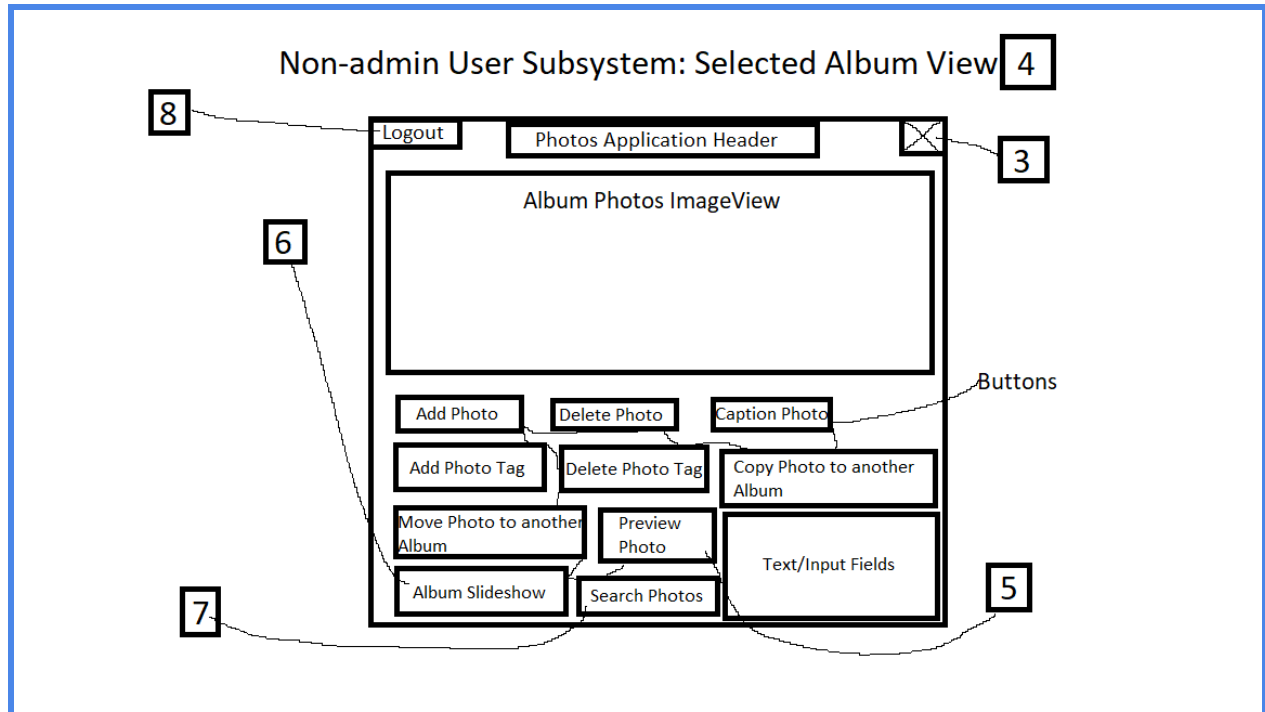 Non-admin User Subsystem: Selected Album View 4
8
Logout
Photos Application Header
3
Album Photos ImageView
6
Buttons
Add Photo
Delete Photo
Caption Photo
Add Photo Tag
Delete Photo Tag
Copy Photo to another
Album
Move Photo to another
Album
Preview
Photo
Text/Input Fields
Album Slideshow
Search Photos
5
7